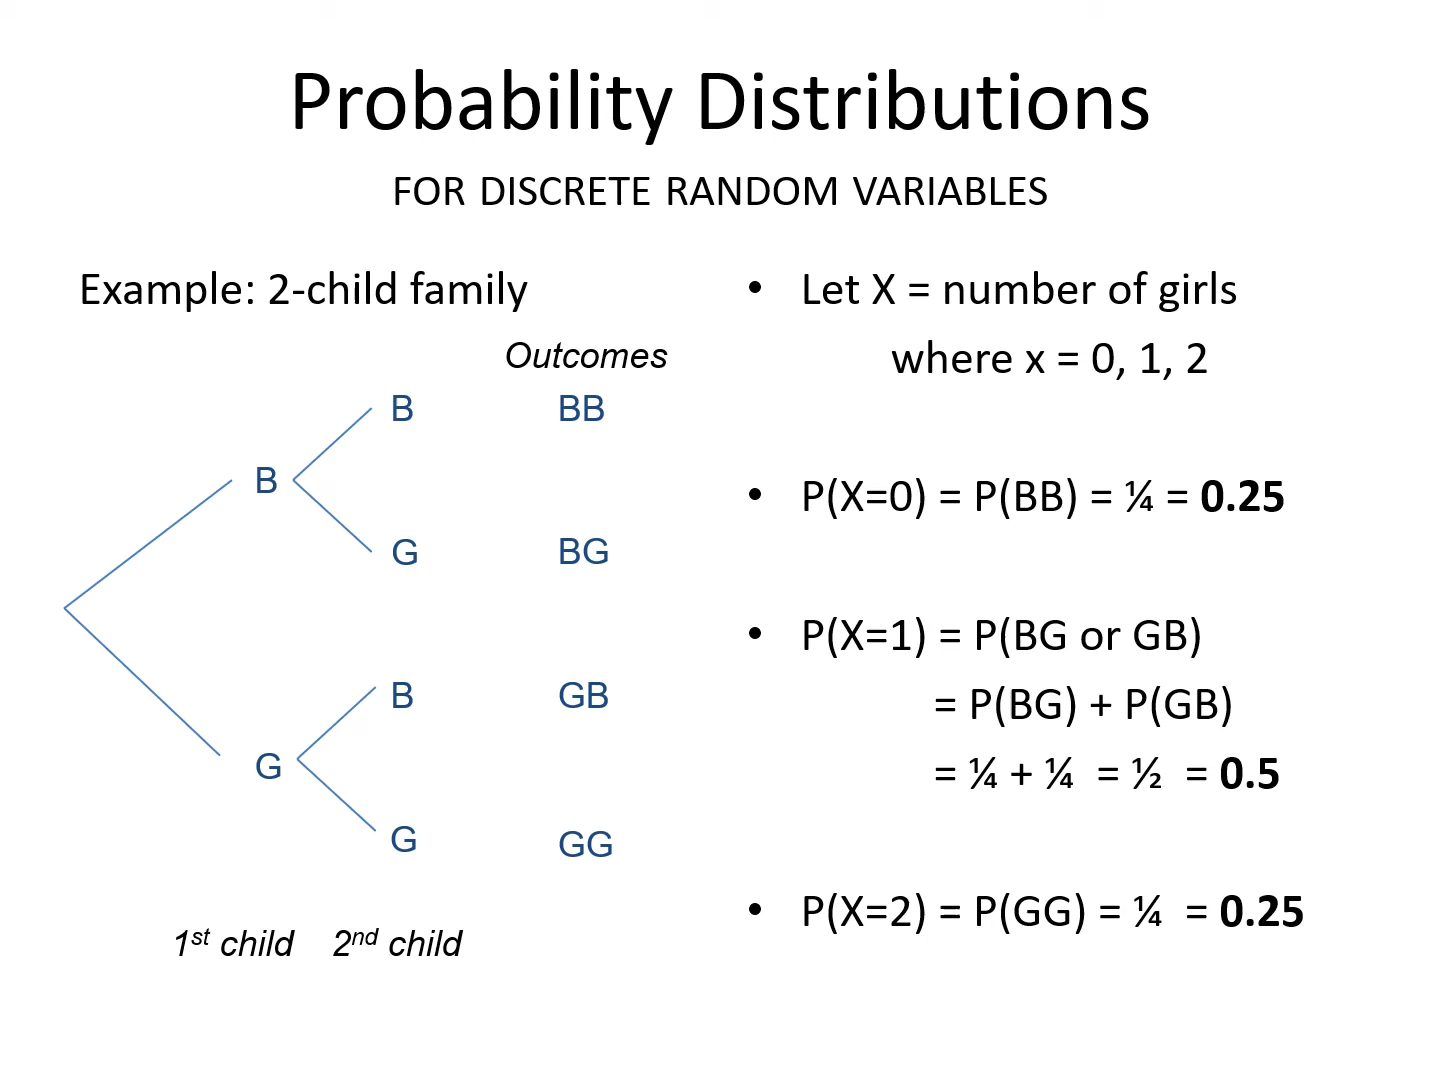 Probability Distributions
FOR DISCRETE RANDOM VARIABLES
Example: 2-child family
Outcomes
B BB
B
G BG
B GB
G
G GG
1st child 2nd child
• Let X = number of girls
where x = 0, 1, 2
• P(X=0) = P(BB) = ¼ = 0.25
• P(X=1) = P(BG or GB)
= P(BG) + P(GB)
= ¼ + ¼ = ½ = 0.5
• P(X=2) = P(GG) = ¼ = 0.25